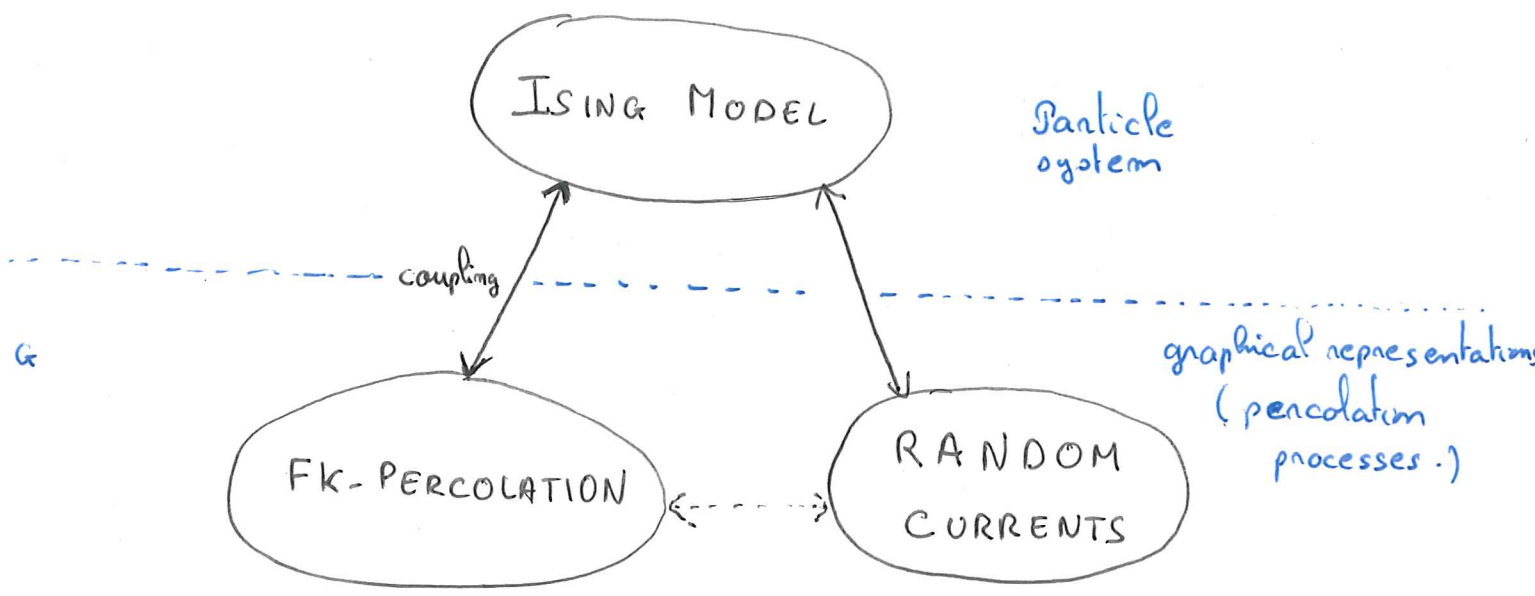 ISING MODEL
Particle
system
coupling
G
graphical representations
( percolation
processes.)
FK-PERCOLATION
RANDOM
CURRENTS